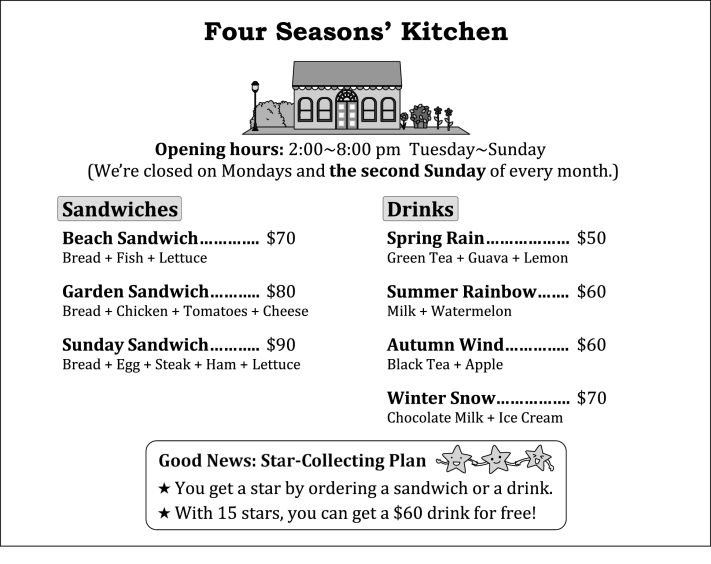 Four Seasons’ Kitchen
Opening hours: 2:00~8:00 pm Tuesday~Sunday
(We’re closed on Mondays and the second Sunday of every month.)
Sandwiches
Beach Sandwich............. $70
Bread + Fish + Lettuce
Garden Sandwich........... $80
Bread + Chicken + Tomatoes + Cheese
Sunday Sandwich........... $90
Bread + Egg + Steak + Ham + Lettuce
Drinks
Spring Rain.................. $50
Green Tea + Guava + Lemon
Summer Rainbow....... $60
Milk + Watermelon
Autumn Wind.............. $60
Black Tea + Apple
Winter Snow................ $70
Chocolate Milk + Ice Cream
Good News: Star-Collecting Plan
★ You get a star by ordering a sandwich or a drink.
★ With 15 stars, you can get a $60 drink for free!